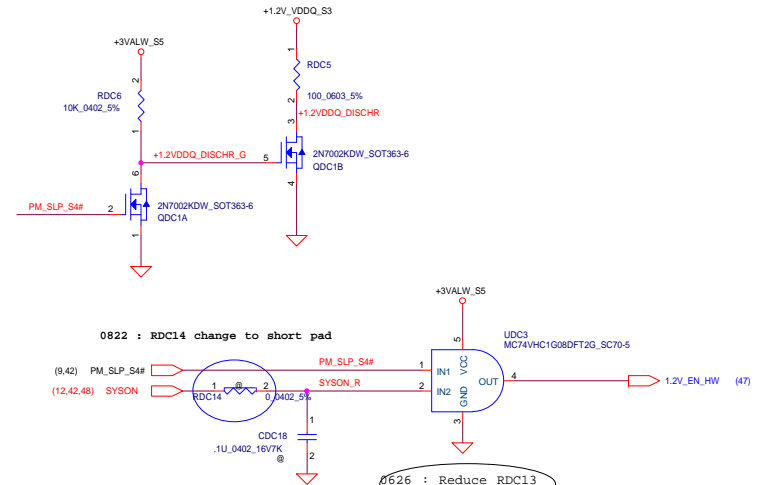 +1.2V_VDDQ_S3
+3VALW_S5
1
RDC5
2
RDC6
10K_0402_5%
100_0603_5%
2
1
3
+1.2VDDQ_DISCHR
+1.2VDDQ_DISCHR_G
5
2N7002KDW_SOT363-6
QDC1B
6
4
PM_SLP_S4#
2
2N7002KDW_SOT363-6
QDC1A
1
+3VALW_S5
0822 : RDC14 change to short pad
UDC3
MC74VHC1G08DFT2G_SC70-5
5
(9,42) PM_SLP_S4#
PM_SLP_S4#
1
IN1
VCC
OUT
4
1.2V_EN_HW (47)
(12,42,48) SYSON
1
@
2
SYSON_R
2
IN2
GND
RDC14
0_0402_5%
3
1
CDC18
.1U_0402_16V7K
2
@
0626 : Reduce RDC13